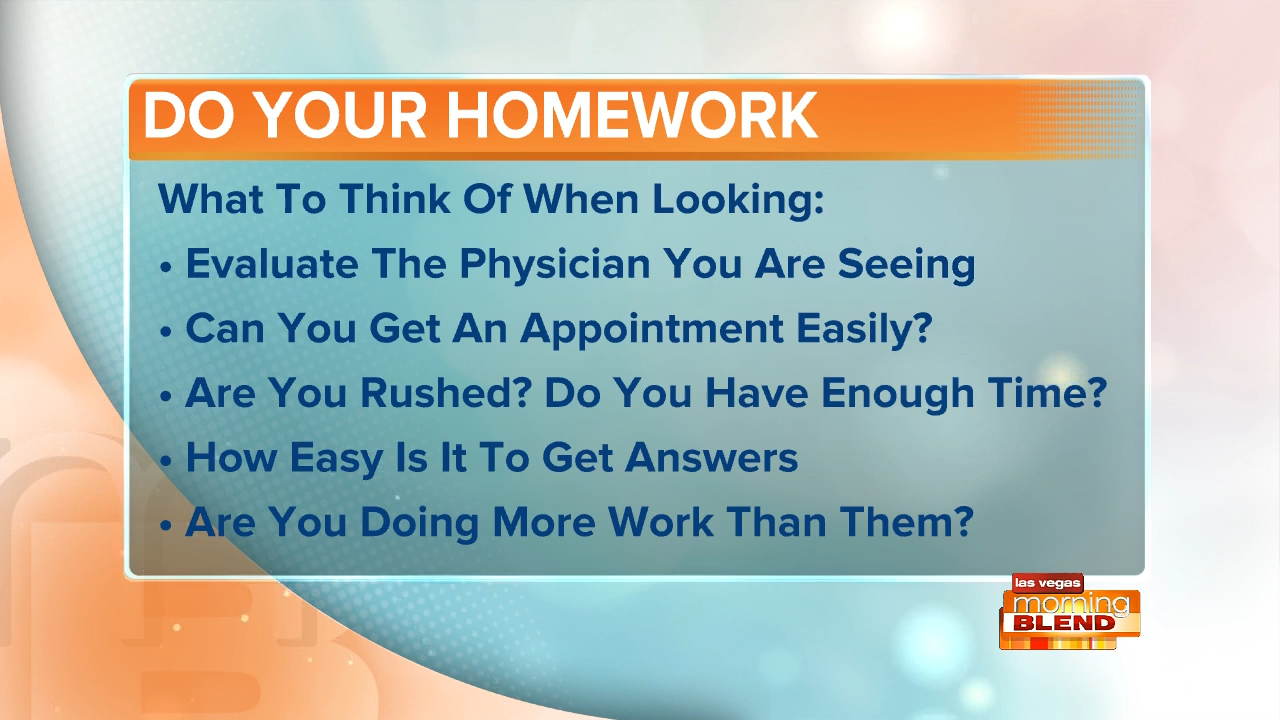 DO YOUR HOMEWORK
What To Think Of When Looking:
• Evaluate The Physician You Are Seeing
• Can You Get An Appointment Easily?
• Are You Rushed? Do You Have Enough Time?
• How Easy Is It To Get Answers
• Are You Doing More Work Than Them?
las vegas
morning
BLEND